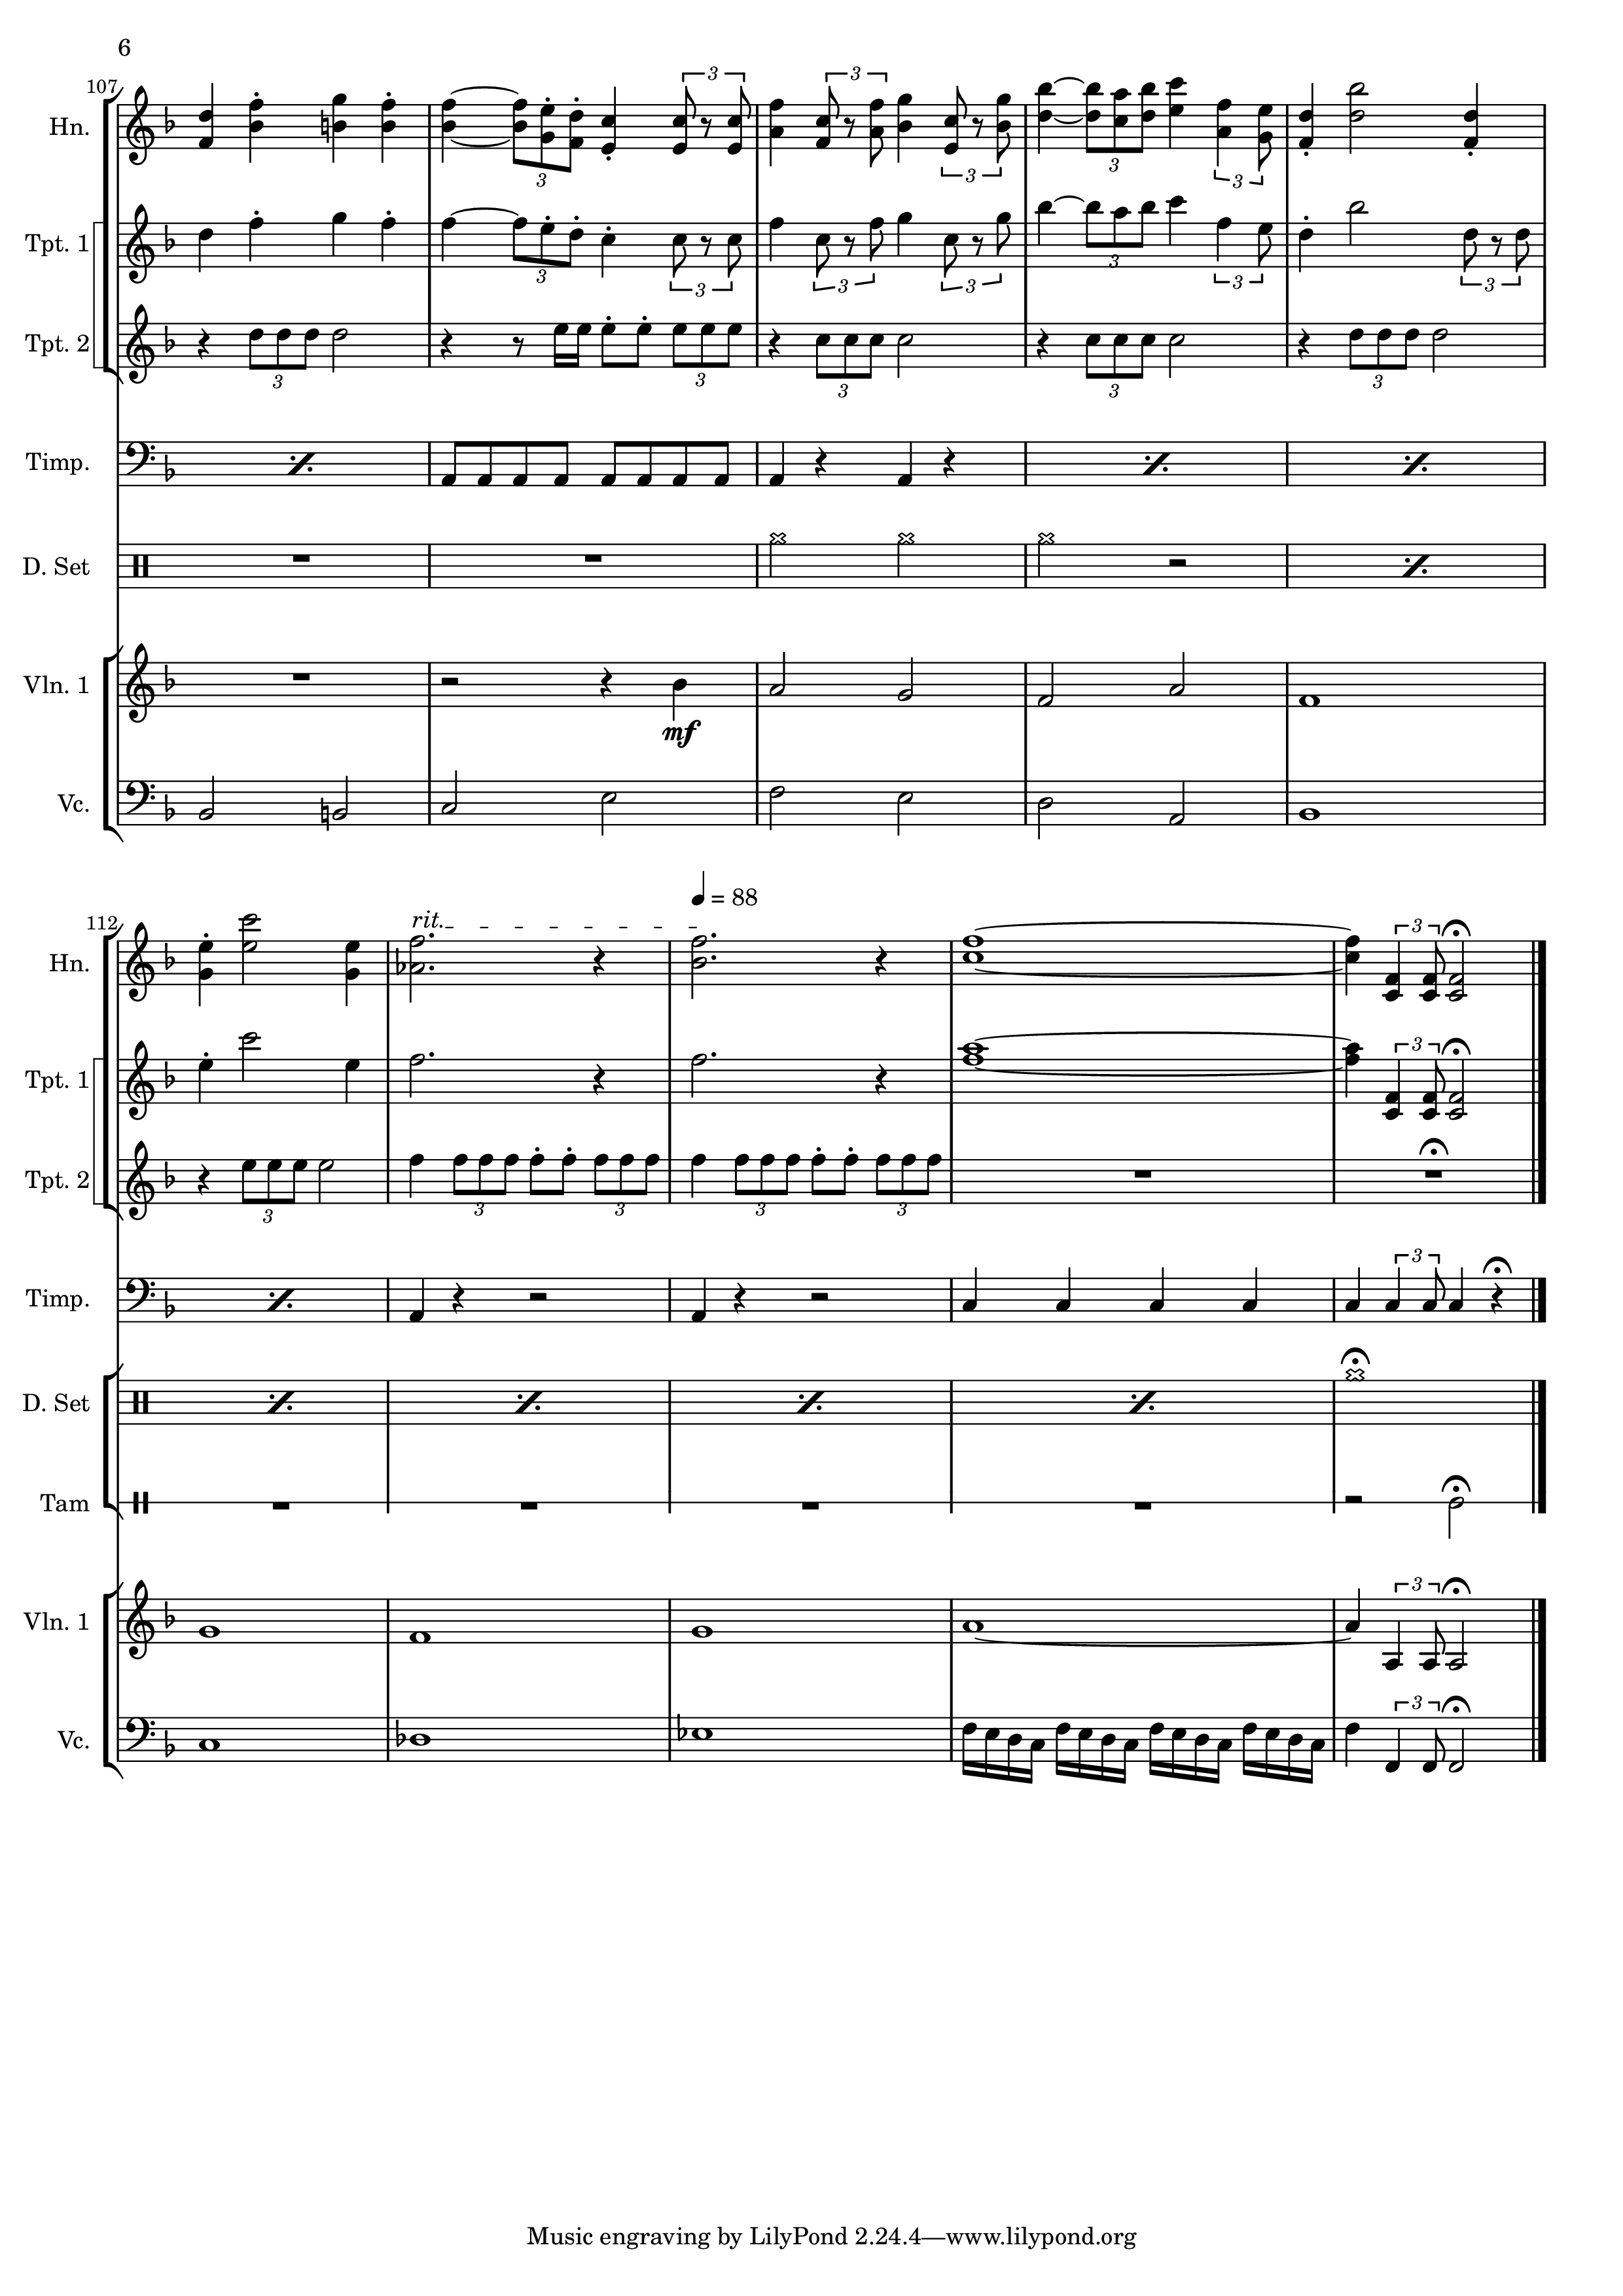 6
107
Hn.
3
3
3
3
3
3
Tpt. 1
3
3
3
3
3
3
Tpt. 2
3
3
3
3
3
Timp.
D. Set
Vln. 1
mf
Vc.
= 88
112
rit.
Hn.
3
Tpt. 1
3
Tpt. 2
3
3
3
3
3
Timp.
3
D. Set
Tam
Vln. 1
3
Vc.
3
Music engraving by LilyPond 2.24.4—www.lilypond.org